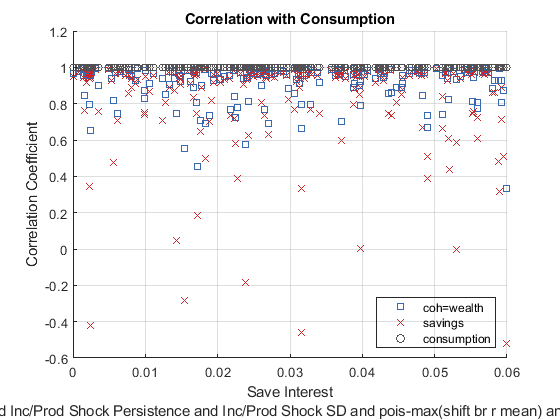 Correlation with Consumption
1.2
1
0.8
0.6
0.4
0.2
0
-0.2
-0.4
-0.6
Correlation Coefficient
coh=wealth
savings
consumption
0 0.01 0.02 0.03 0.04 0.05 0.06
Save Interest
d Inc/Prod Shock Persistence and Inc/Prod Shock SD and pois-max(shift br r mean) an